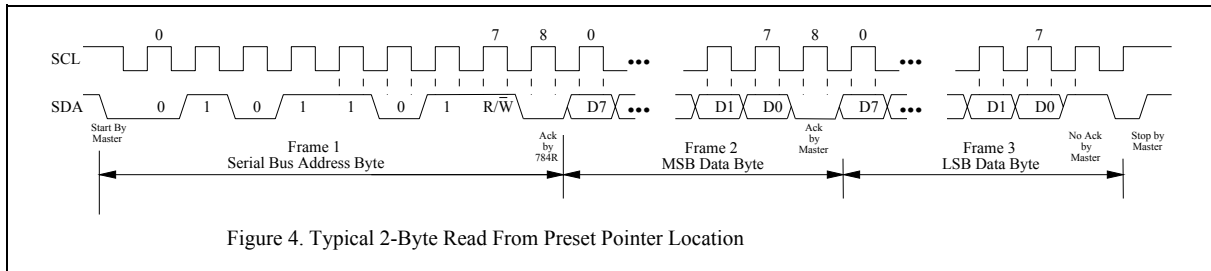 0 7 8 0 7 8 0 7
SCL
SDA 0 1 0 1 1 0 1 R/W̅ D7 ••• D1 D0 D7 ••• D1 D0
Start By
Master
Ack
by
784R
Ack
by
Master
No Ack
by
Master
Stop by
Master
Frame 1
Serial Bus Address Byte
Frame 2
MSB Data Byte
Frame 3
LSB Data Byte
Figure 4. Typical 2-Byte Read From Preset Pointer Location